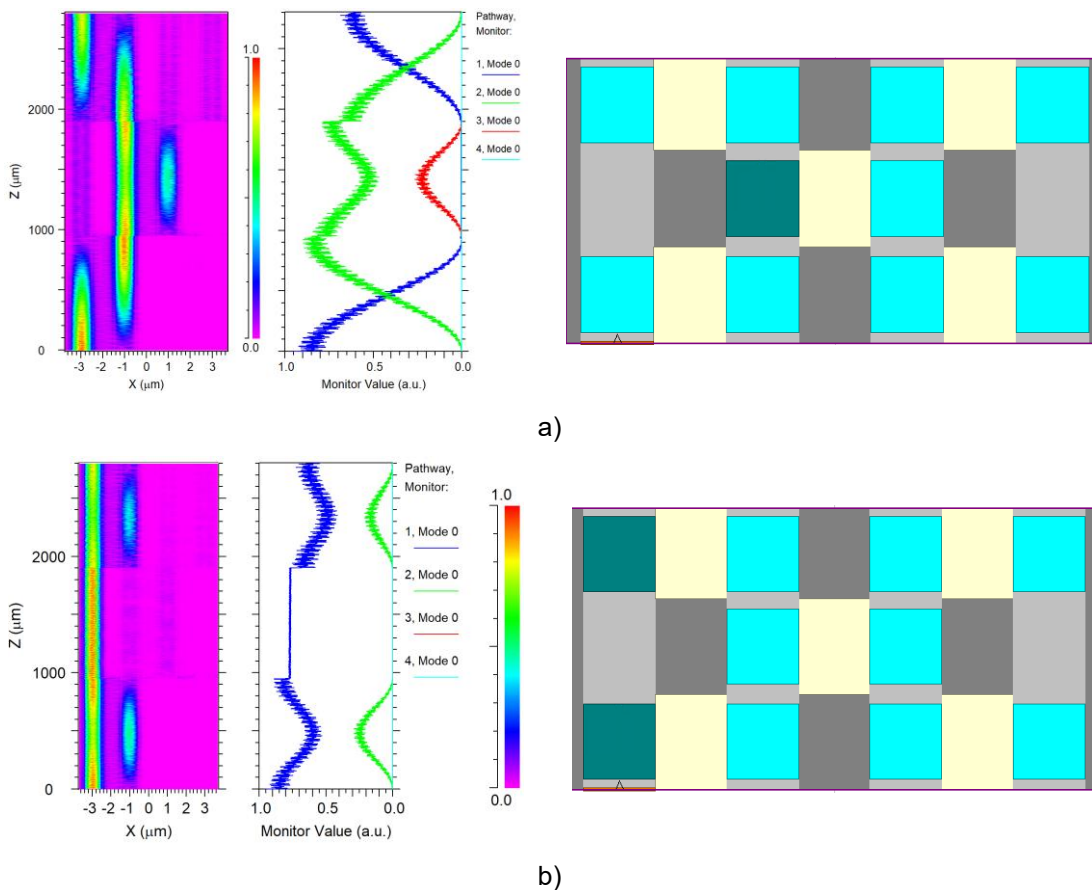 Pathway,
Monitor:
1, Mode 0
2, Mode 0
3, Mode 0
4, Mode 0
1.0
0.0
Z (µm)
2000
1000
0
-3 -2 -1 0 1 2 3
X (µm)
1.0 0.5 0.0
Monitor Value (a.u.)
a)
Pathway,
Monitor:
1, Mode 0
2, Mode 0
3, Mode 0
4, Mode 0
1.0
0.0
Z (µm)
2000
1000
0
-3 -2 -1 0 1 2 3
X (µm)
1.0 0.5 0.0
Monitor Value (a.u.)
b)